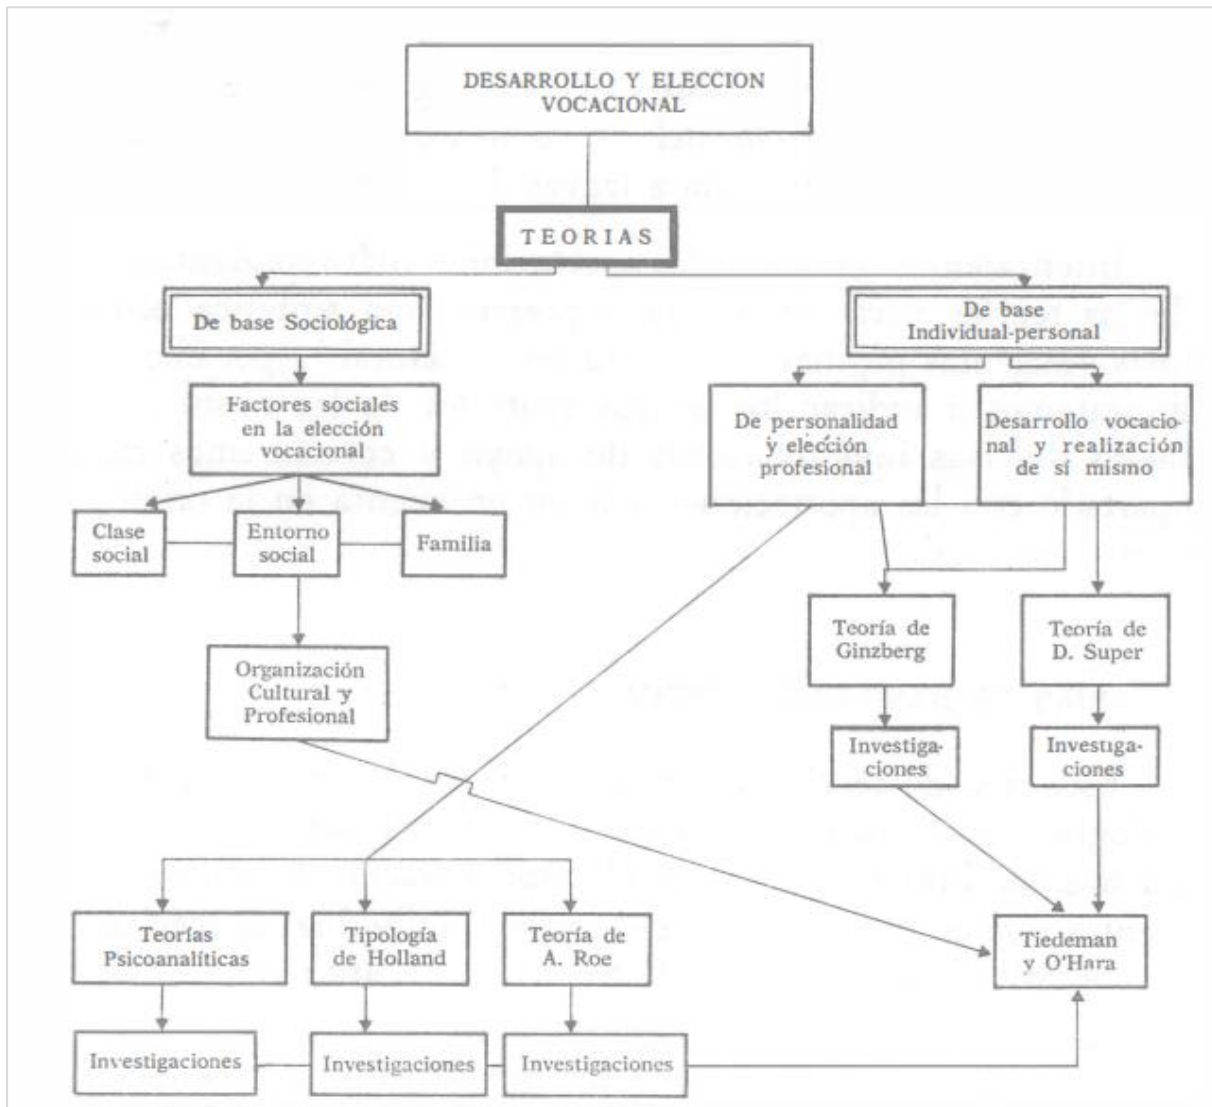 DESARROLLO Y ELECCION
VOCACIONAL
TEORIAS
De base Sociológica
De base
Individual-personal
Factores sociales
en la elección
vocacional
De personalidad
y elección
profesional
Desarrollo vocacio-
nal y realización
de sí mismo
Clase
social
Entorno
social
Familia
Teoría de
Ginzberg
Teoría de
D. Super
Organización
Cultural y
Profesional
Investiga-
ciones
Investiga-
ciones
Teorías
Psicoanalíticas
Tipología
de Holland
Teoría de
A. Roe
Tiedeman
y O'Hara
Investigaciones
Investigaciones
Investigaciones